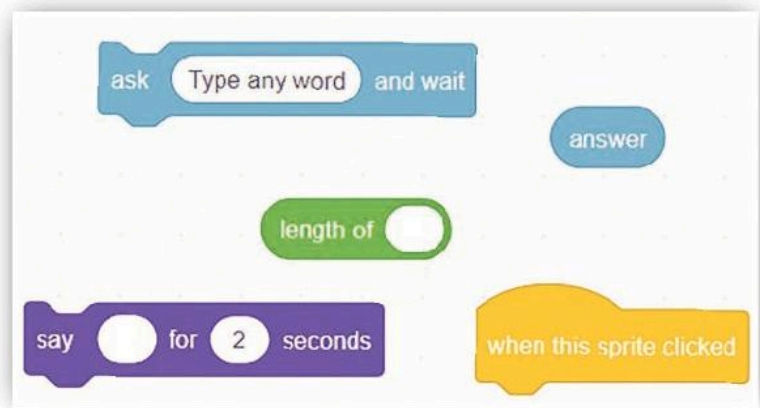 ask Type any word and wait
answer
length of
say for 2 seconds
when this sprite clicked